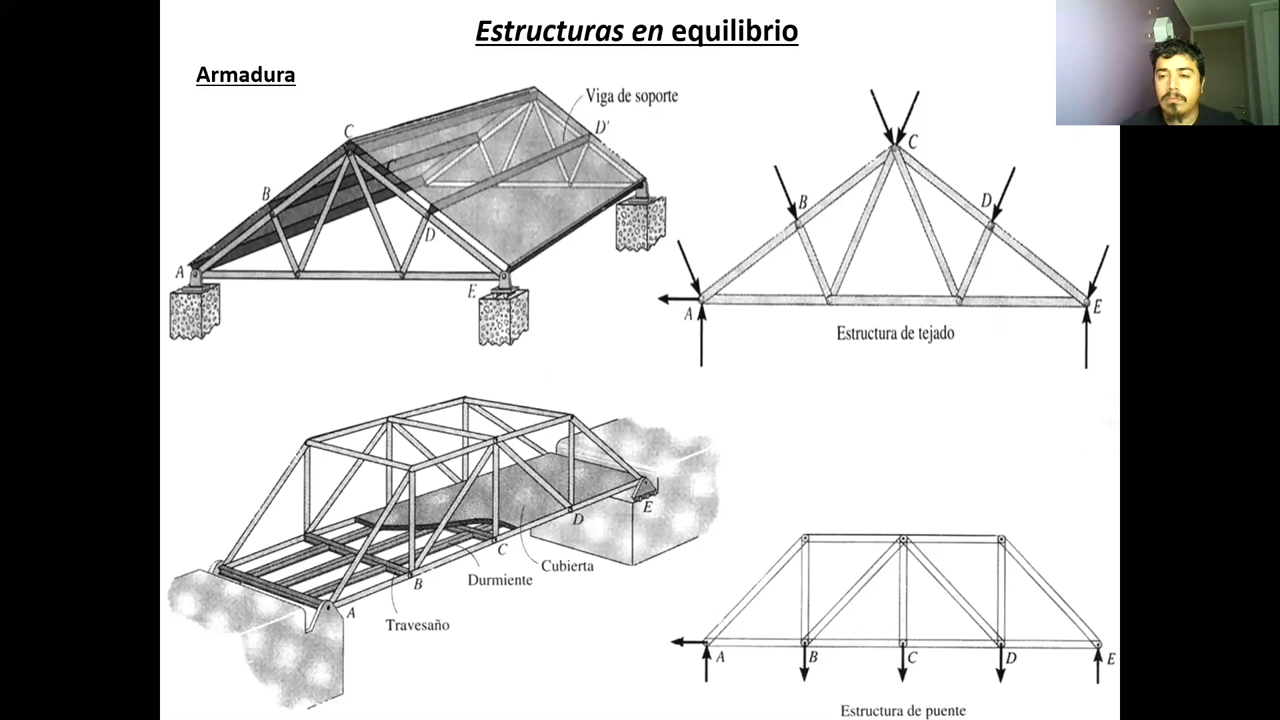 Estructuras en equilibrio
Armadura
Viga de soporte
C
D'
B
D
A
E
C
B
D
A
E
Estructura de tejado
E
D
C
Cubierta
B
Durmiente
A
Travesaño
A
B
C
D
E
Estructura de puente